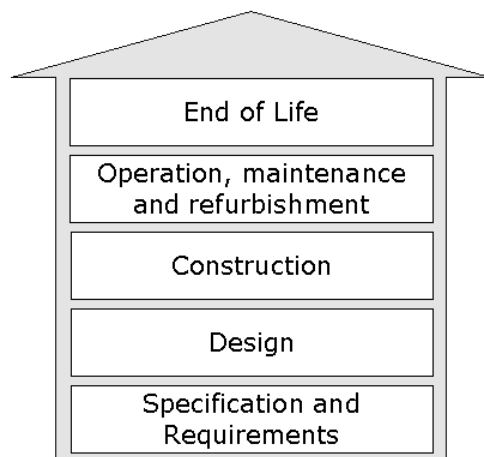 End of Life
Operation, maintenance
and refurbishment
Construction
Design
Specification and
Requirements